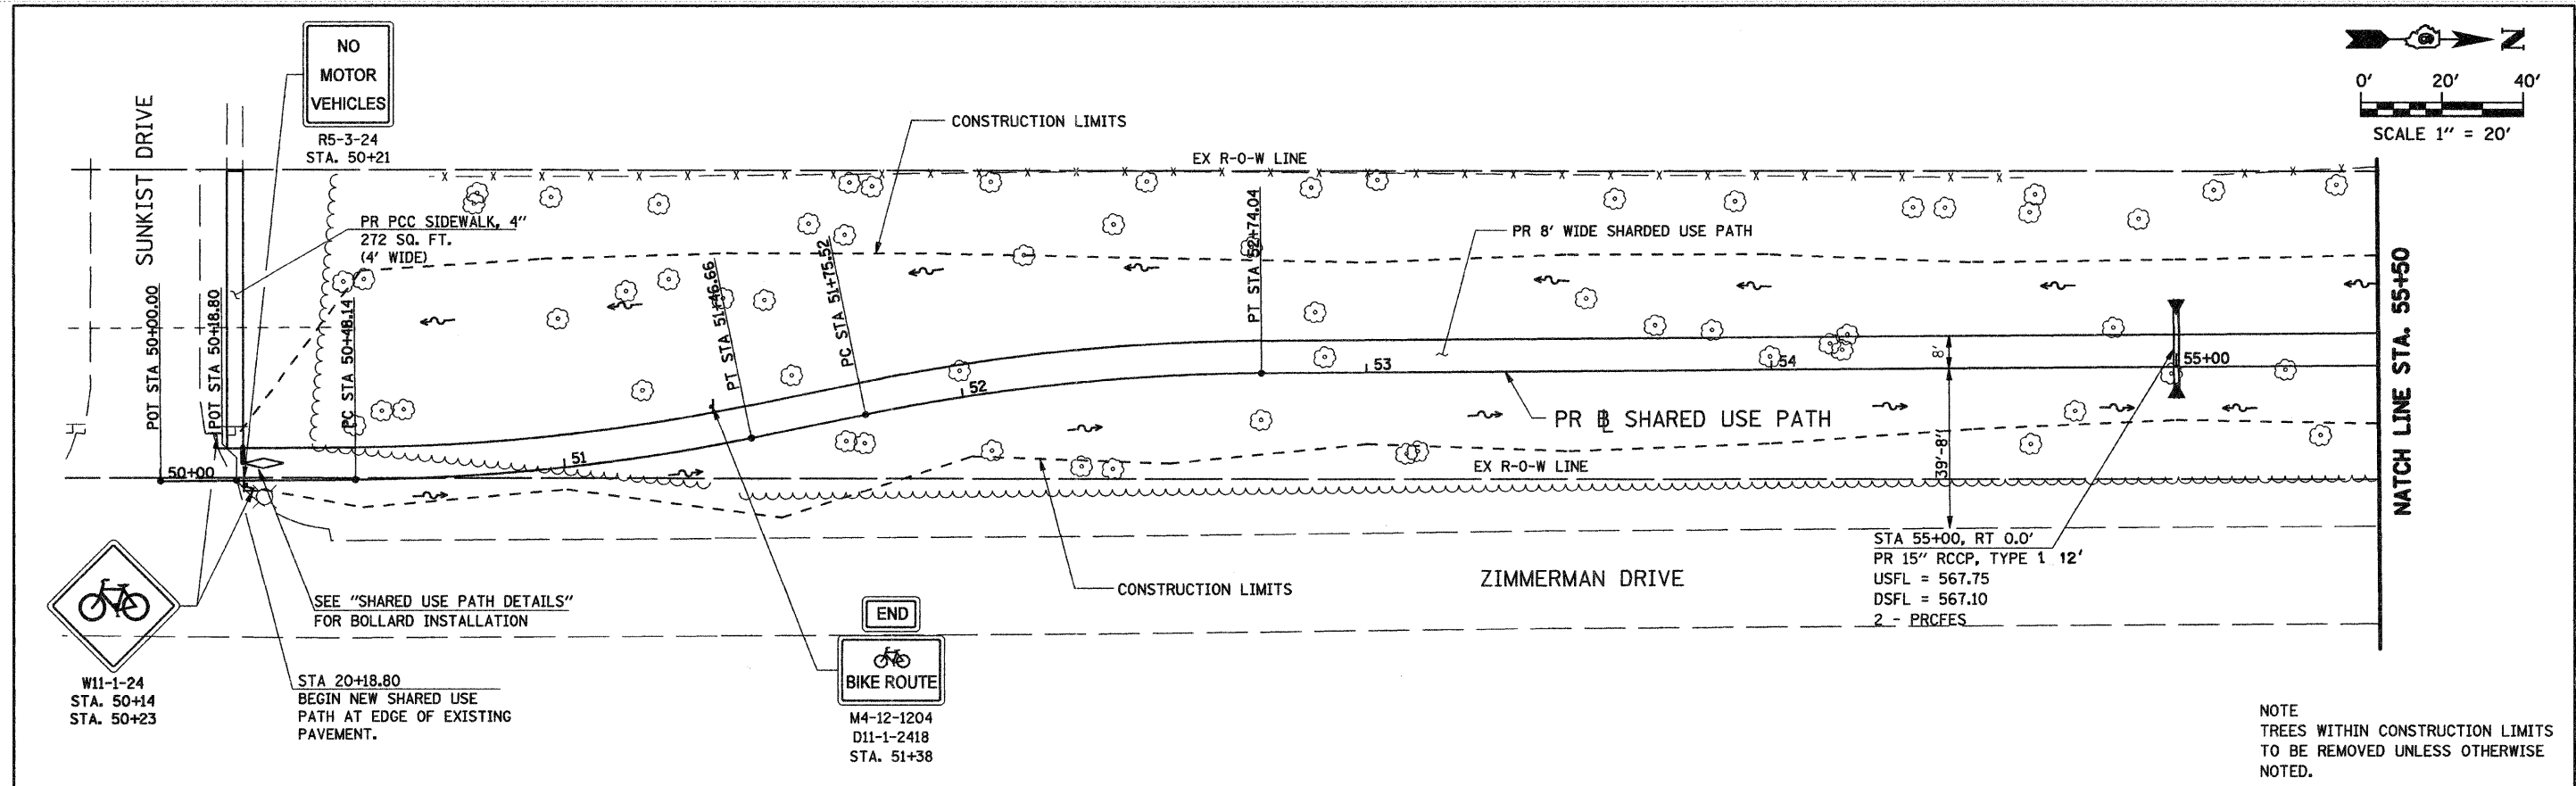 NO
MOTOR
VEHICLES
R5-3-24
STA. 50+21
N
0' 20' 40'
SCALE 1" = 20'
SUNKIST DRIVE
CONSTRUCTION LIMITS
EX R-O-W LINE
PR PCC SIDEWALK, 4"
272 SQ. FT.
(4' WIDE)
PR 8' WIDE SHARDED USE PATH
POT STA 50+00.00
POT STA 50+18.80
PC STA 50+48.14
PT STA 51+46.66
PC STA 51+75.52
PT STA 52+74.04
50+00
51
52
53
54
55+00
8'
39'-8"
PR BL SHARED USE PATH
EX R-O-W LINE
NATCH LINE STA. 55+50
STA 55+00, RT 0.0'
PR 15" RCCP, TYPE 1 12'
USFL = 567.75
DSFL = 567.10
2 - PRCFES
ZIMMERMAN DRIVE
CONSTRUCTION LIMITS
SEE "SHARED USE PATH DETAILS"
FOR BOLLARD INSTALLATION
END
BIKE ROUTE
M4-12-1204
D11-1-2418
STA. 51+38
W11-1-24
STA. 50+14
STA. 50+23
STA 20+18.80
BEGIN NEW SHARED USE
PATH AT EDGE OF EXISTING
PAVEMENT.
NOTE
TREES WITHIN CONSTRUCTION LIMITS
TO BE REMOVED UNLESS OTHERWISE
NOTED.